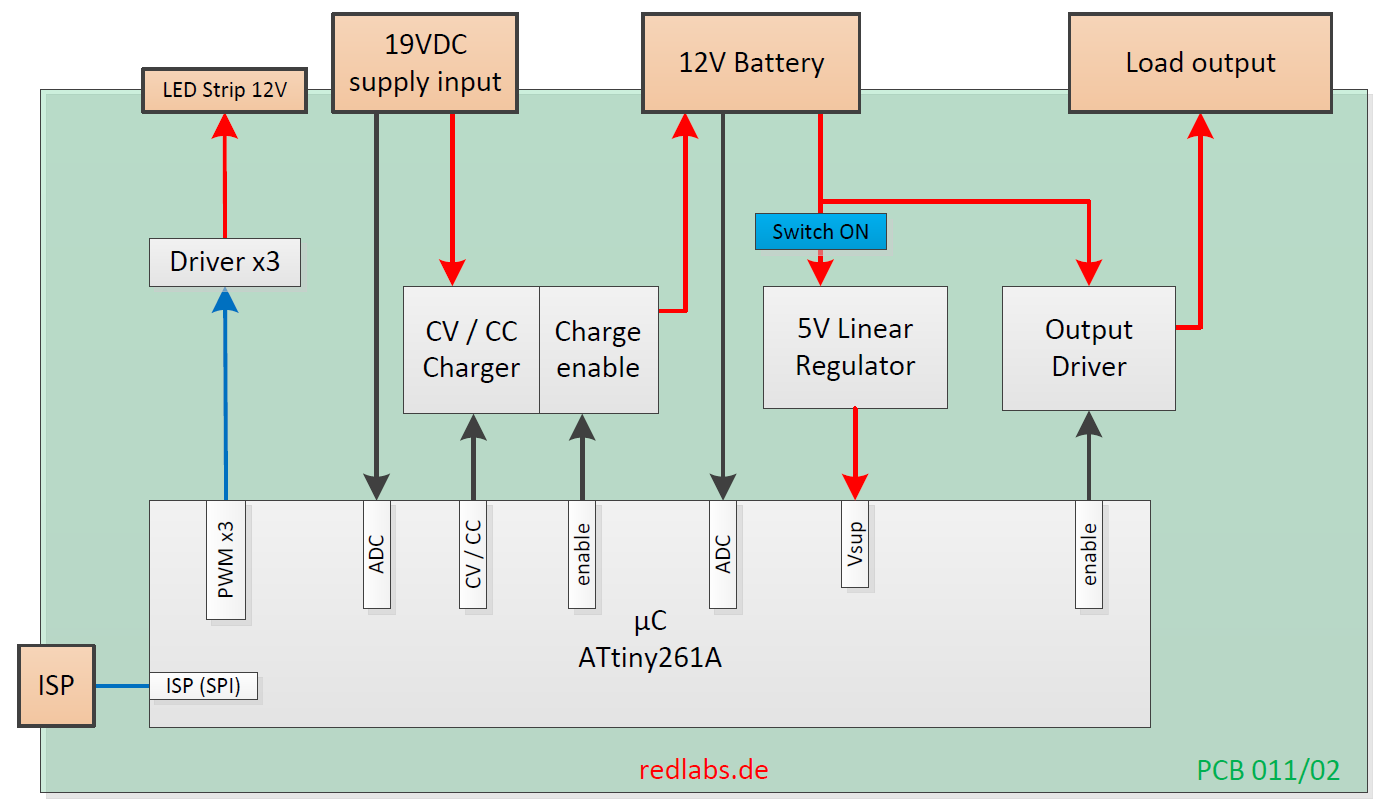 19VDC
supply input
12V Battery
Load output
LED Strip 12V
Switch ON
Driver x3
CV / CC
Charger
Charge
enable
5V Linear
Regulator
Output
Driver
PWM x3
ADC
CV / CC
enable
ADC
Vsup
enable
µC
ATtiny261A
ISP
ISP (SPI)
redlabs.de
PCB 011/02